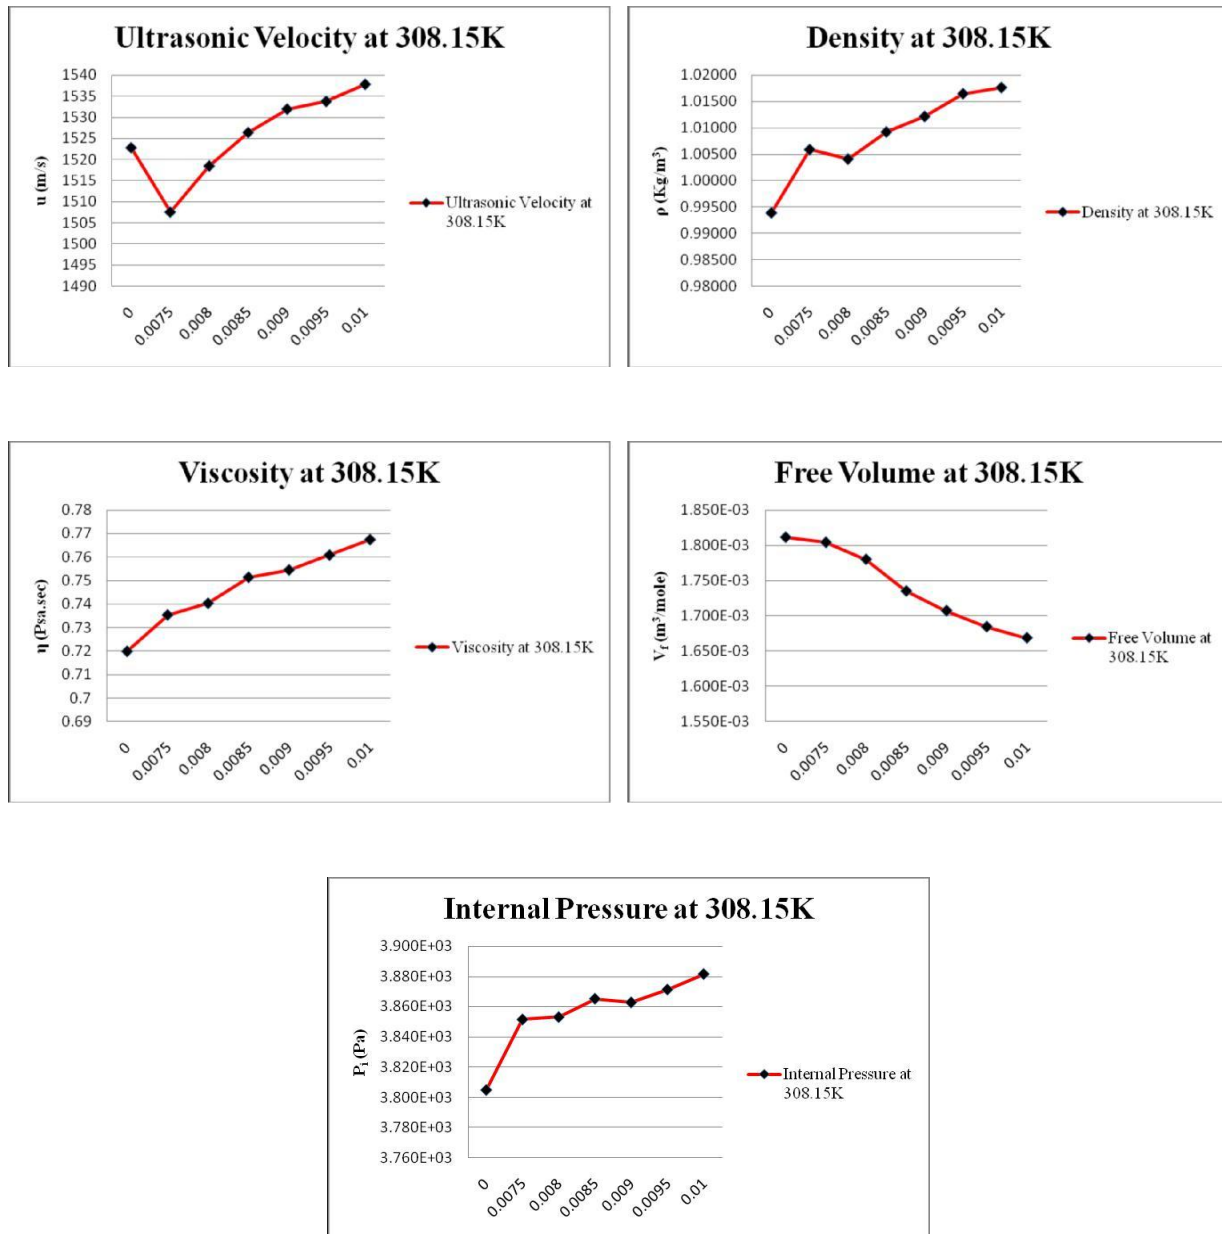 Ultrasonic Velocity at 308.15K
1540
1535
1530
1525
1520
1515
1510
1505
1500
1495
1490
u (m/s)
0
0.0075
0.008
0.0085
0.009
0.0095
0.01
Ultrasonic Velocity at
308.15K
Density at 308.15K
1.02000
1.01500
1.01000
1.00500
1.00000
0.99500
0.99000
0.98500
0.98000
ρ (Kg/m³)
0
0.0075
0.008
0.0085
0.009
0.0095
0.01
Density at 308.15K
Viscosity at 308.15K
0.78
0.77
0.76
0.75
0.74
0.73
0.72
0.71
0.7
0.69
η (Psa.sec)
0
0.0075
0.008
0.0085
0.009
0.0095
0.01
Viscosity at 308.15K
Free Volume at 308.15K
1.850E-03
1.800E-03
1.750E-03
1.700E-03
1.650E-03
1.600E-03
1.550E-03
Vf (m³/mole)
0
0.0075
0.008
0.0085
0.009
0.0095
0.01
Free Volume at
308.15K
Internal Pressure at 308.15K
3.900E+03
3.880E+03
3.860E+03
3.840E+03
3.820E+03
3.800E+03
3.780E+03
3.760E+03
Pi (Pa)
0
0.0075
0.008
0.0085
0.009
0.0095
0.01
Internal Pressure at
308.15K